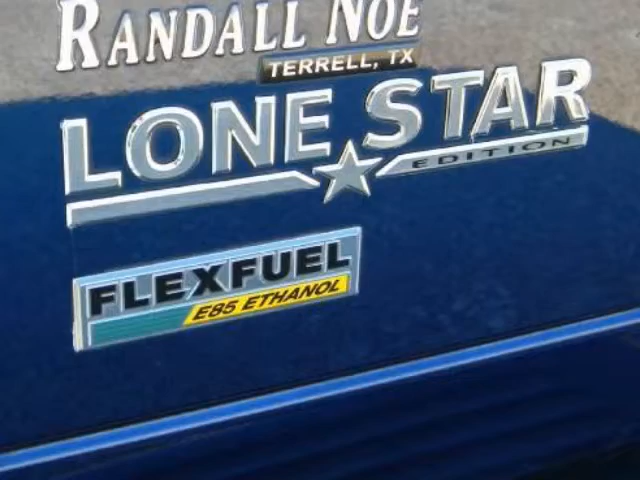 RANDALL NOE
TERRELL, TX
LONE STAR
EDITION
FLEXFUEL
E85 ETHANOL